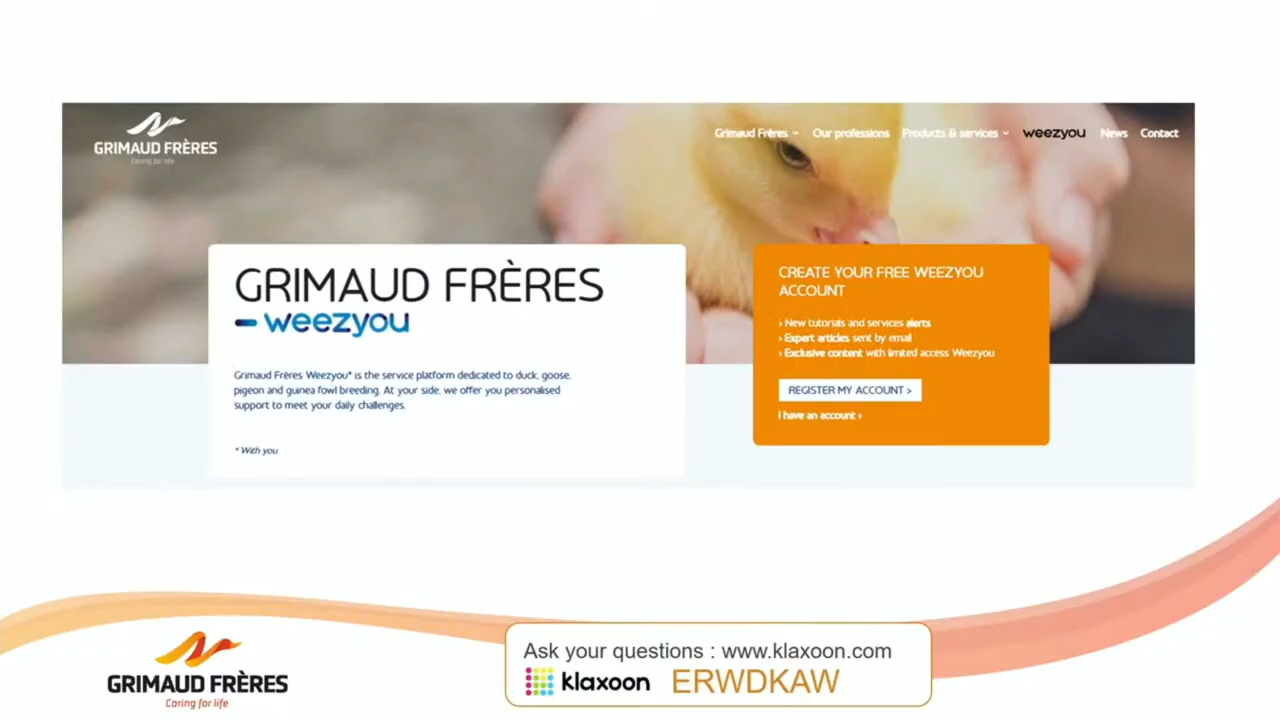 GRIMAUD FRÈRES
Caring for life
Grimaud Frères
Our professions
Products & services
weezyou
News
Contact
GRIMAUD FRÈRES
weezyou
Grimaud Frères Weezyou* is the service platform dedicated to duck, goose,
pigeon and guinea fowl breeding. At your side, we offer you personalised
support to meet your daily challenges.
* With you
CREATE YOUR FREE WEEZYOU
ACCOUNT
› New tutorials and services alerts
› Expert articles sent by email
› Exclusive content with limited access Weezyou
REGISTER MY ACCOUNT >
I have an account ›
GRIMAUD FRÈRES
Caring for life
Ask your questions : www.klaxoon.com
klaxoon ERWDKAW